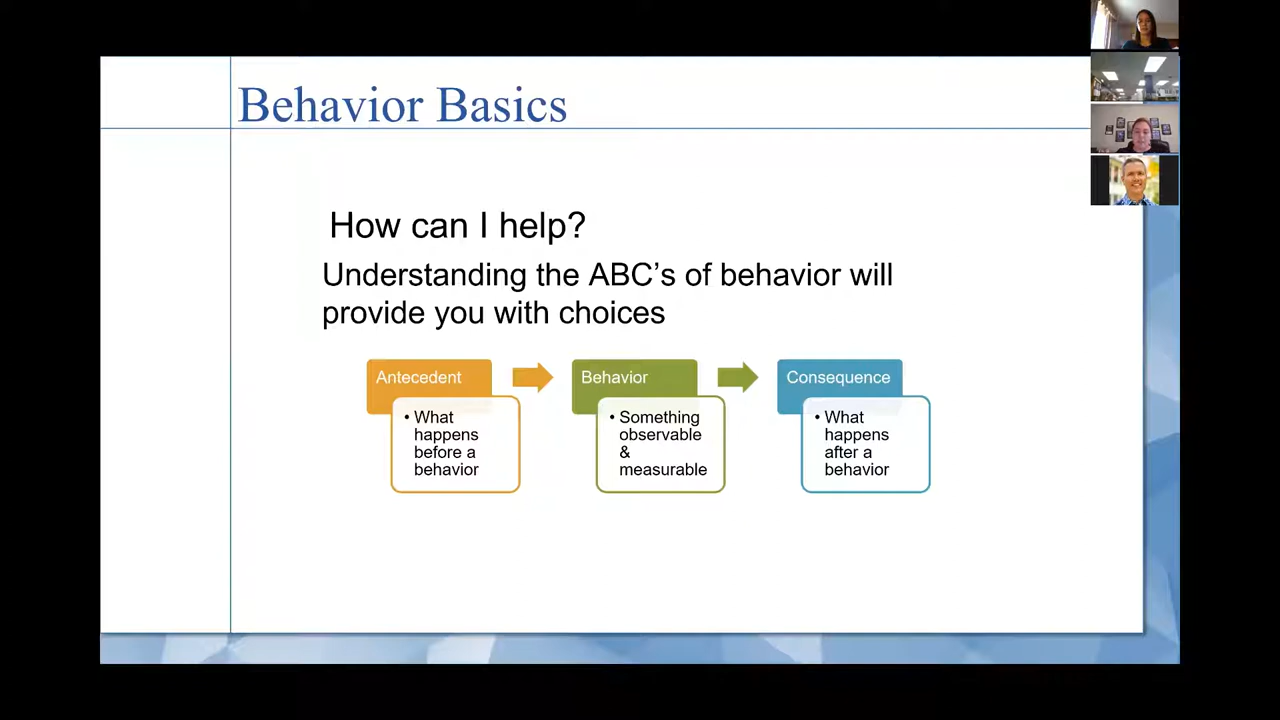 Behavior Basics
How can I help?
Understanding the ABC’s of behavior will
provide you with choices
Antecedent
• What
happens
before a
behavior
Behavior
• Something
observable
&
measurable
Consequence
• What
happens
after a
behavior